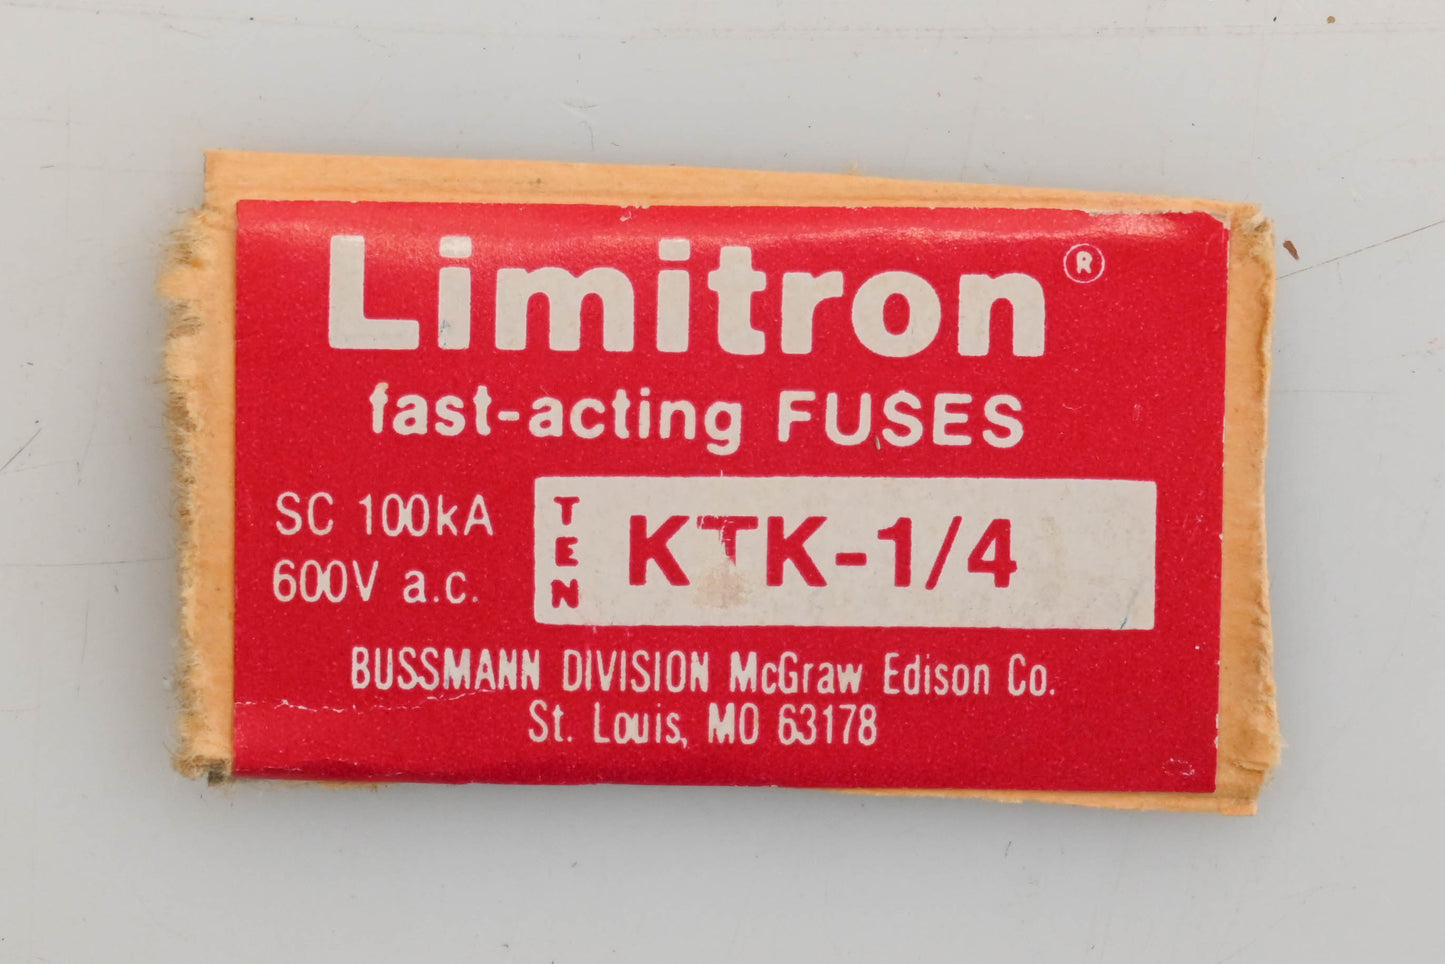 Limitron®
fast-acting FUSES
SC 100kA
600V a.c.
TEN
KTK-1/4
BUSSMANN DIVISION McGraw Edison Co.
St. Louis, MO 63178